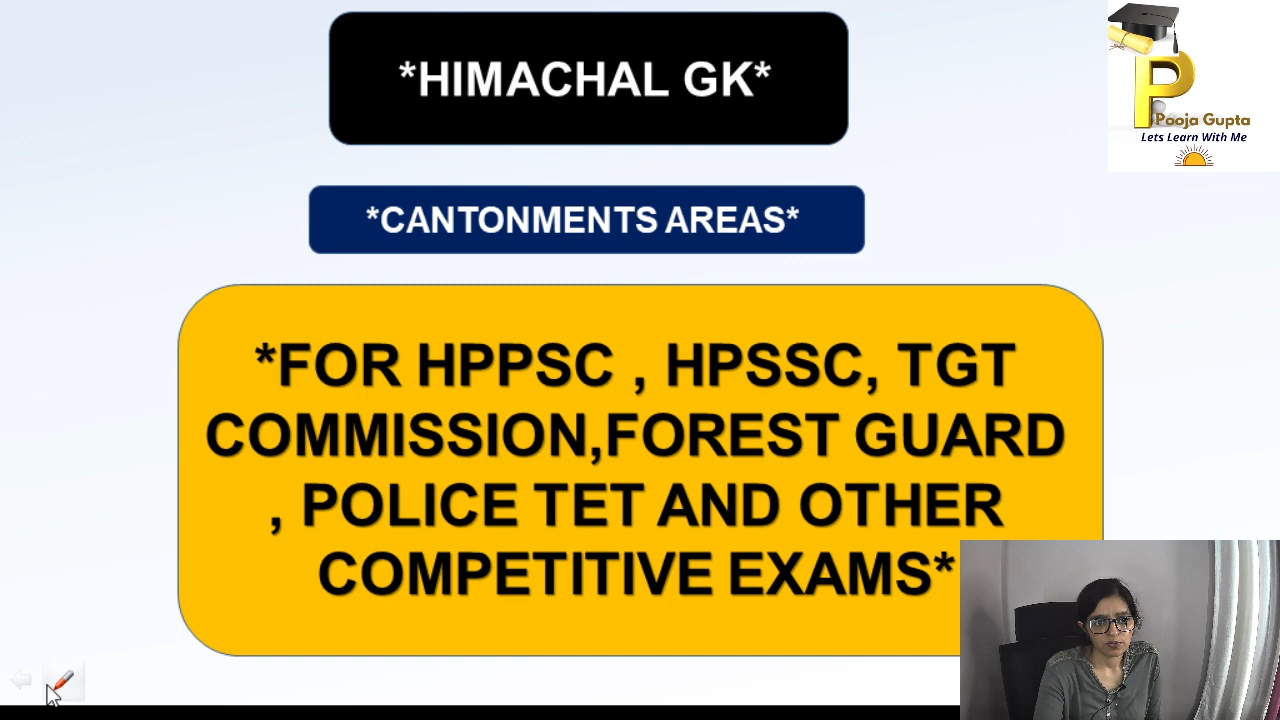 *HIMACHAL GK*
P
Pooja Gupta
Lets Learn With Me
*CANTONMENTS AREAS*
*FOR HPPSC , HPSSC, TGT
COMMISSION,FOREST GUARD
, POLICE TET AND OTHER
COMPETITIVE EXAMS*